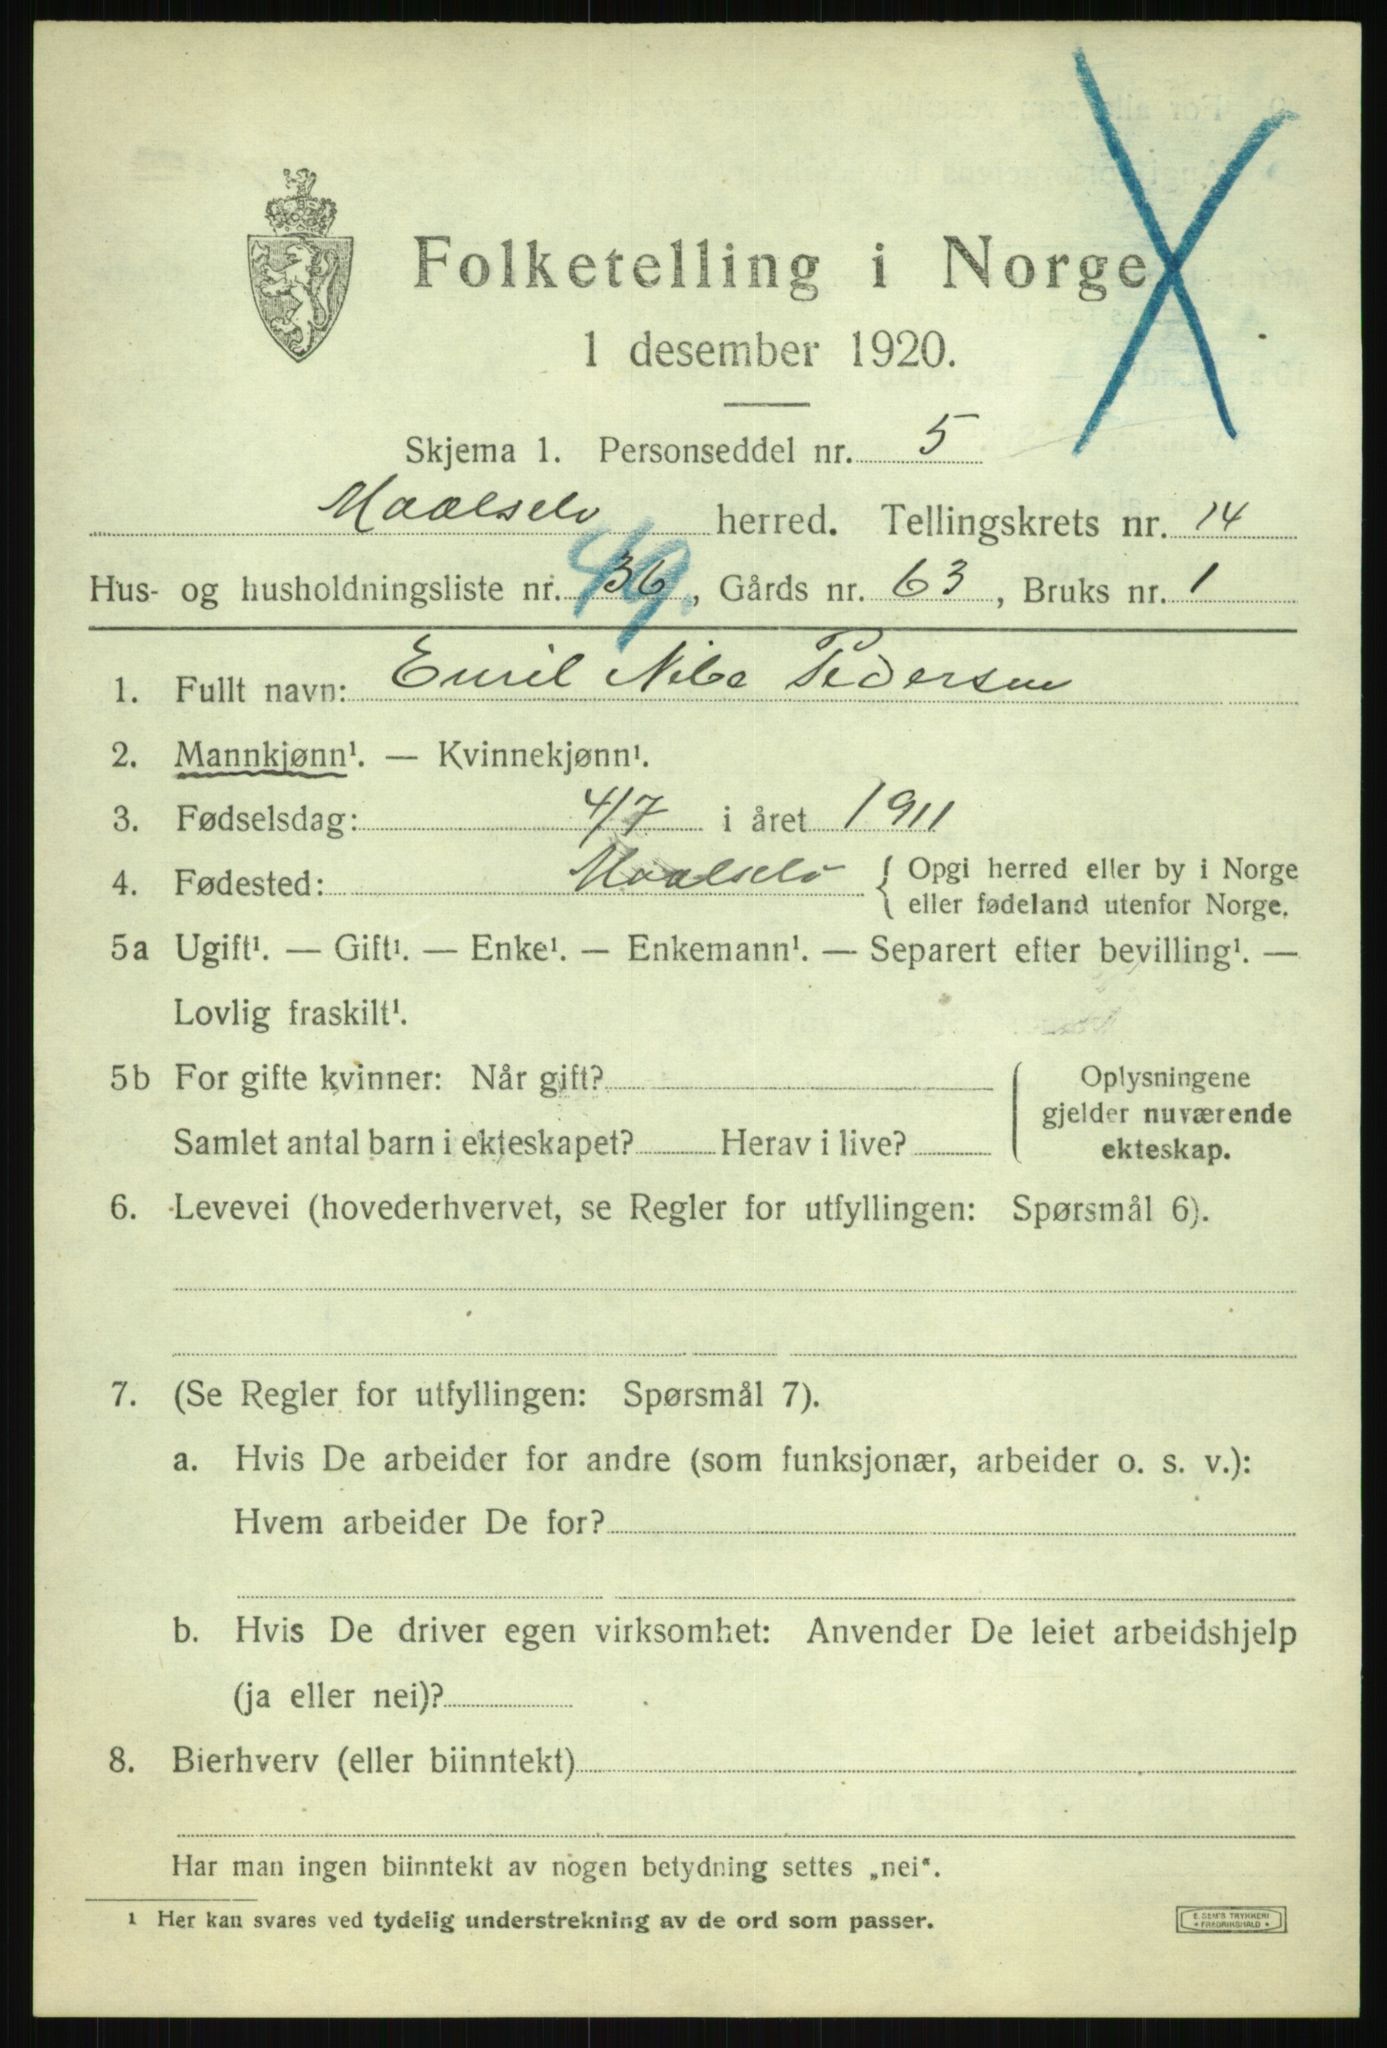 Folketelling i Norge
1 desember 1920.
Skjema 1. Personseddel nr. 5
Maalselv herred. Tellingskrets nr. 14
Hus- og husholdningsliste nr. 36 49., Gårds nr. 63, Bruks nr. 1
1. Fullt navn: Emil Pedersen
2. Mannkjønn¹. — Kvinnekjønn¹.
3. Fødselsdag: 4/7 i året 1911
4. Fødested: Maalselv { Opgi herred eller by i Norge
eller fødeland utenfor Norge.
5a Ugift¹. — Gift¹. — Enke¹. — Enkemann¹. — Separert efter bevilling¹. —
Lovlig fraskilt¹.
5b For gifte kvinner: Når gift?
Samlet antal barn i ekteskapet? Herav i live?
Oplysningene
gjelder nuværende
ekteskap.
6. Levevei (hovederhvervet, se Regler for utfyllingen: Spørsmål 6).
7. (Se Regler for utfyllingen: Spørsmål 7).
a. Hvis De arbeider for andre (som funksjonær, arbeider o. s. v.):
Hvem arbeider De for?
b. Hvis De driver egen virksomhet: Anvender De leiet arbeidshjelp
(ja eller nei)?
8. Bierhverv (eller biinntekt)
Har man ingen biinntekt av nogen betydning settes „nei“.
¹ Her kan svares ved tydelig understrekning av de ord som passer.
E. SEM'S TRYKKERI
FREDRIKSHALD